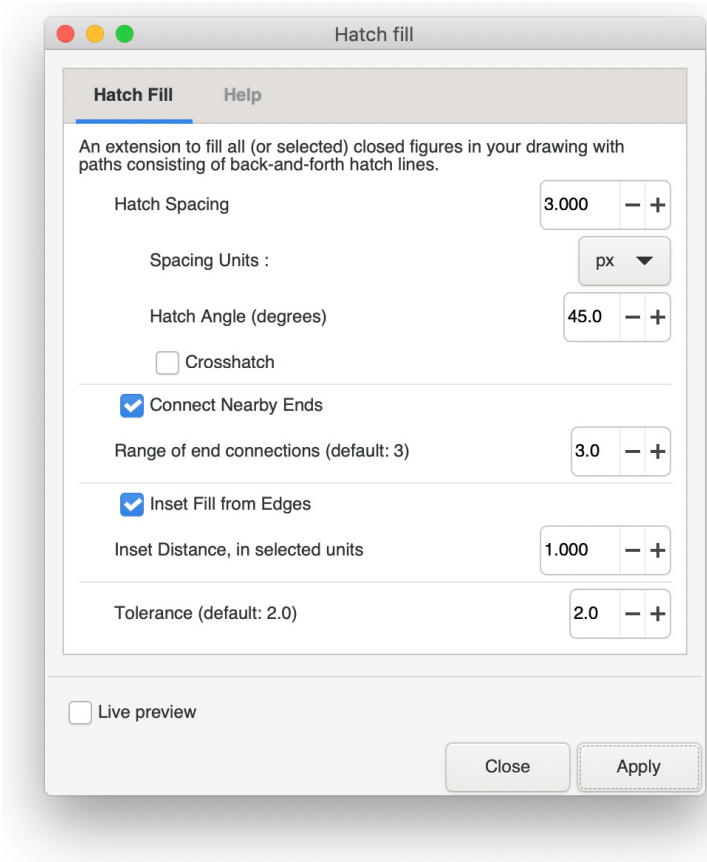 Hatch fill
Hatch Fill Help
An extension to fill all (or selected) closed figures in your drawing with
paths consisting of back-and-forth hatch lines.
Hatch Spacing 3.000 − +
Spacing Units : px
Hatch Angle (degrees) 45.0 − +
Crosshatch
Connect Nearby Ends
Range of end connections (default: 3) 3.0 − +
Inset Fill from Edges
Inset Distance, in selected units 1.000 − +
Tolerance (default: 2.0) 2.0 − +
Live preview
Close Apply